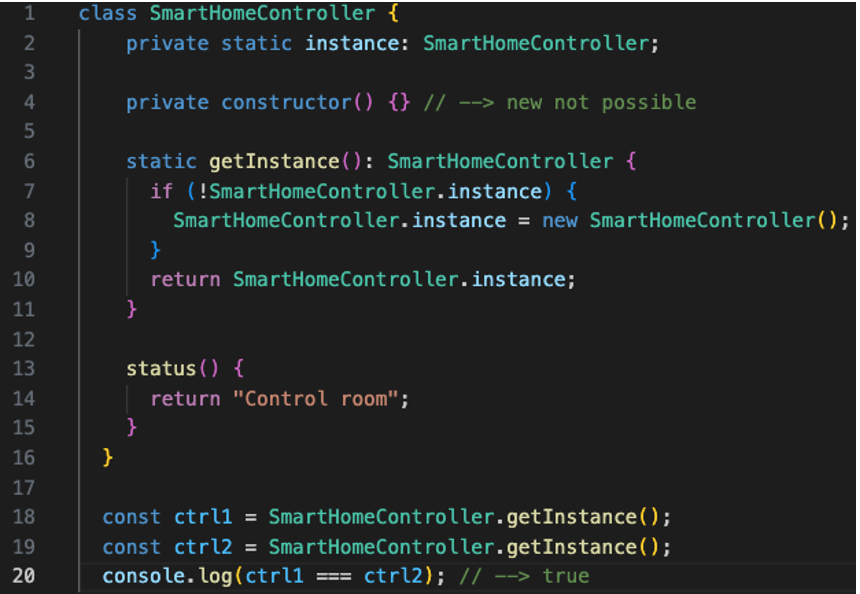 1 class SmartHomeController {
2 private static instance: SmartHomeController;
3
4 private constructor() {} // --> new not possible
5
6 static getInstance(): SmartHomeController {
7 if (!SmartHomeController.instance) {
8 SmartHomeController.instance = new SmartHomeController();
9 }
10 return SmartHomeController.instance;
11 }
12
13 status() {
14 return "Control room";
15 }
16 }
17
18 const ctrl1 = SmartHomeController.getInstance();
19 const ctrl2 = SmartHomeController.getInstance();
20 console.log(ctrl1 === ctrl2); // --> true